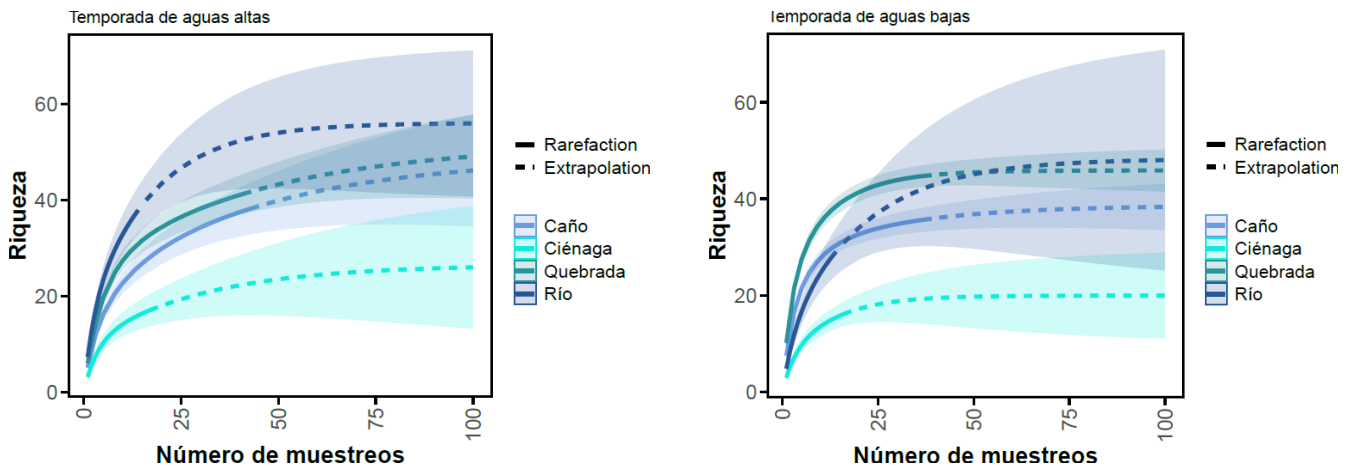 Temporada de aguas altas
Riqueza
60
40
20
0
0
25
50
75
100
Número de muestreos
Rarefaction
Extrapolation
Caño
Ciénaga
Quebrada
Río
Temporada de aguas bajas
Riqueza
60
40
20
0
0
25
50
75
100
Número de muestreos
Rarefaction
Extrapolation
Caño
Ciénaga
Quebrada
Río